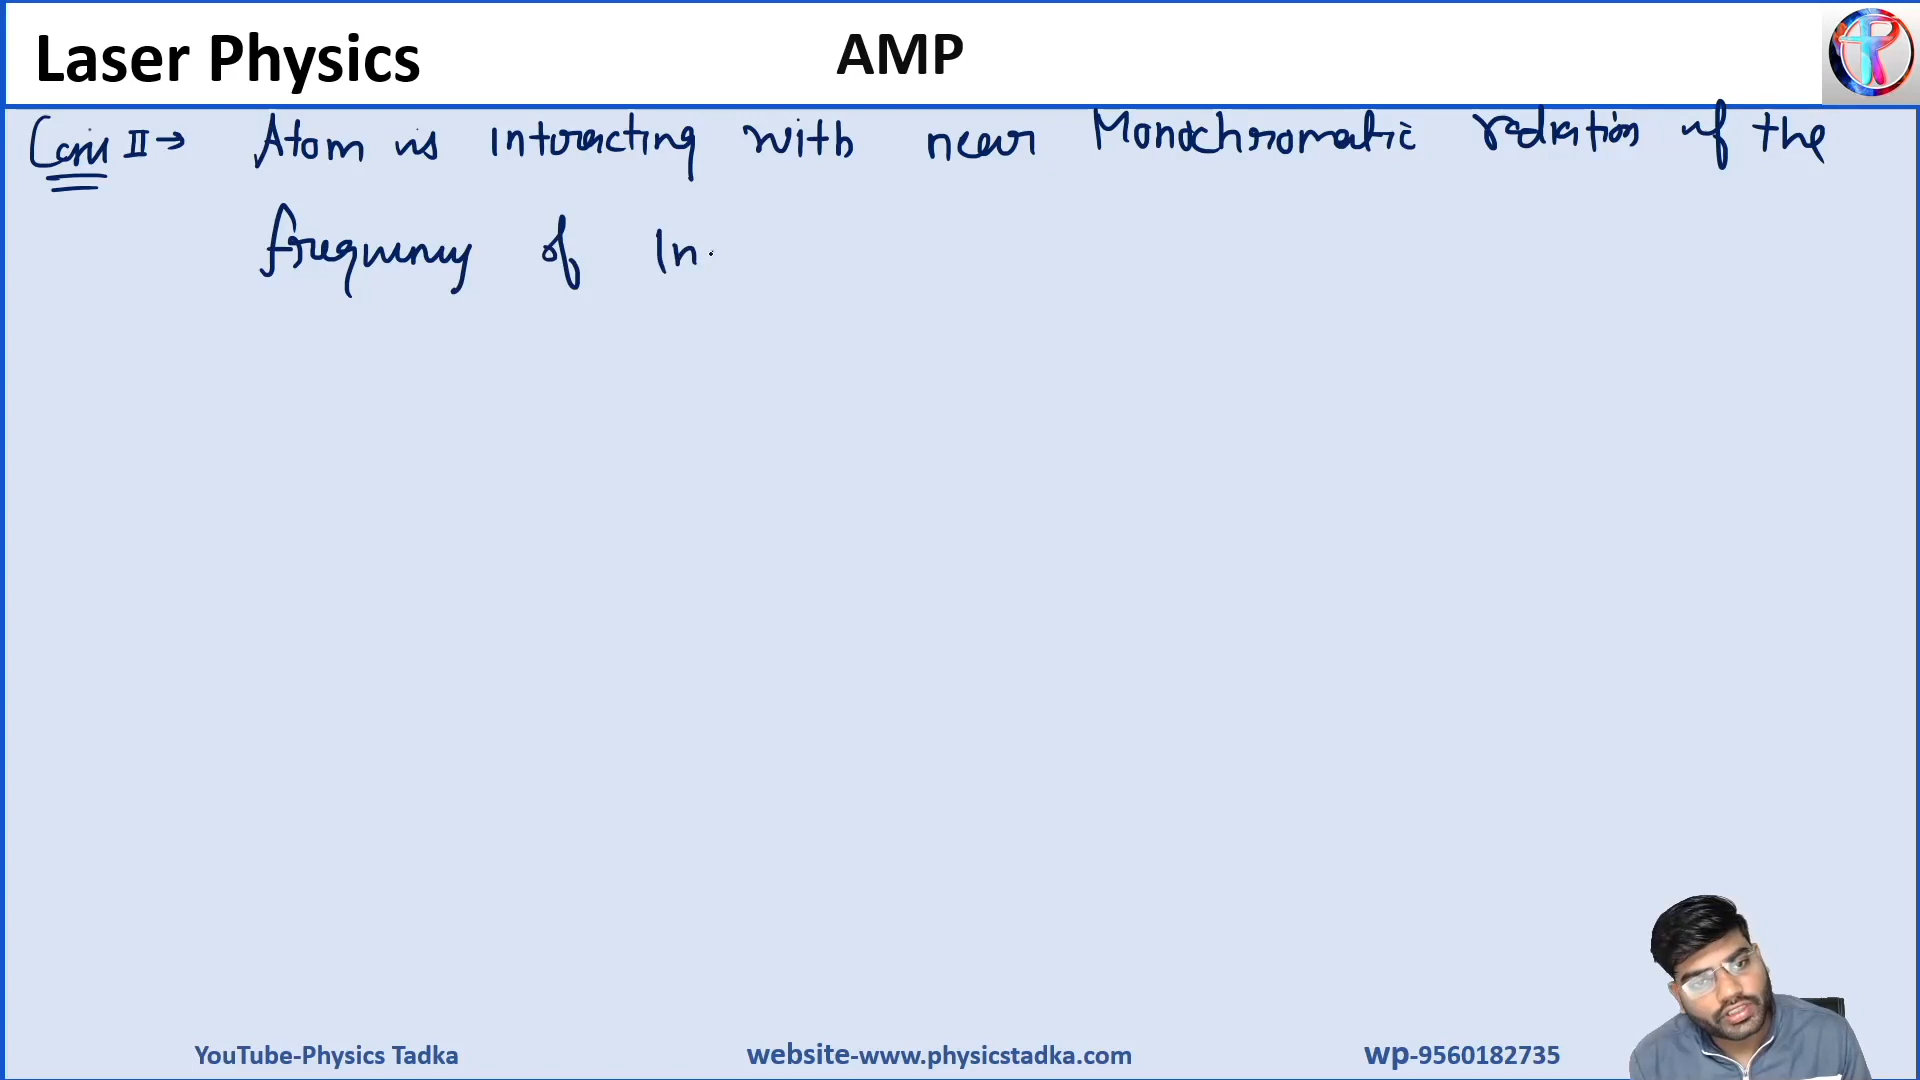 Laser Physics
AMP
Case II → Atom is interacting with near Monochromatic radiation of the
frequency of In
YouTube-Physics Tadka
website-www.physicstadka.com
wp-9560182735